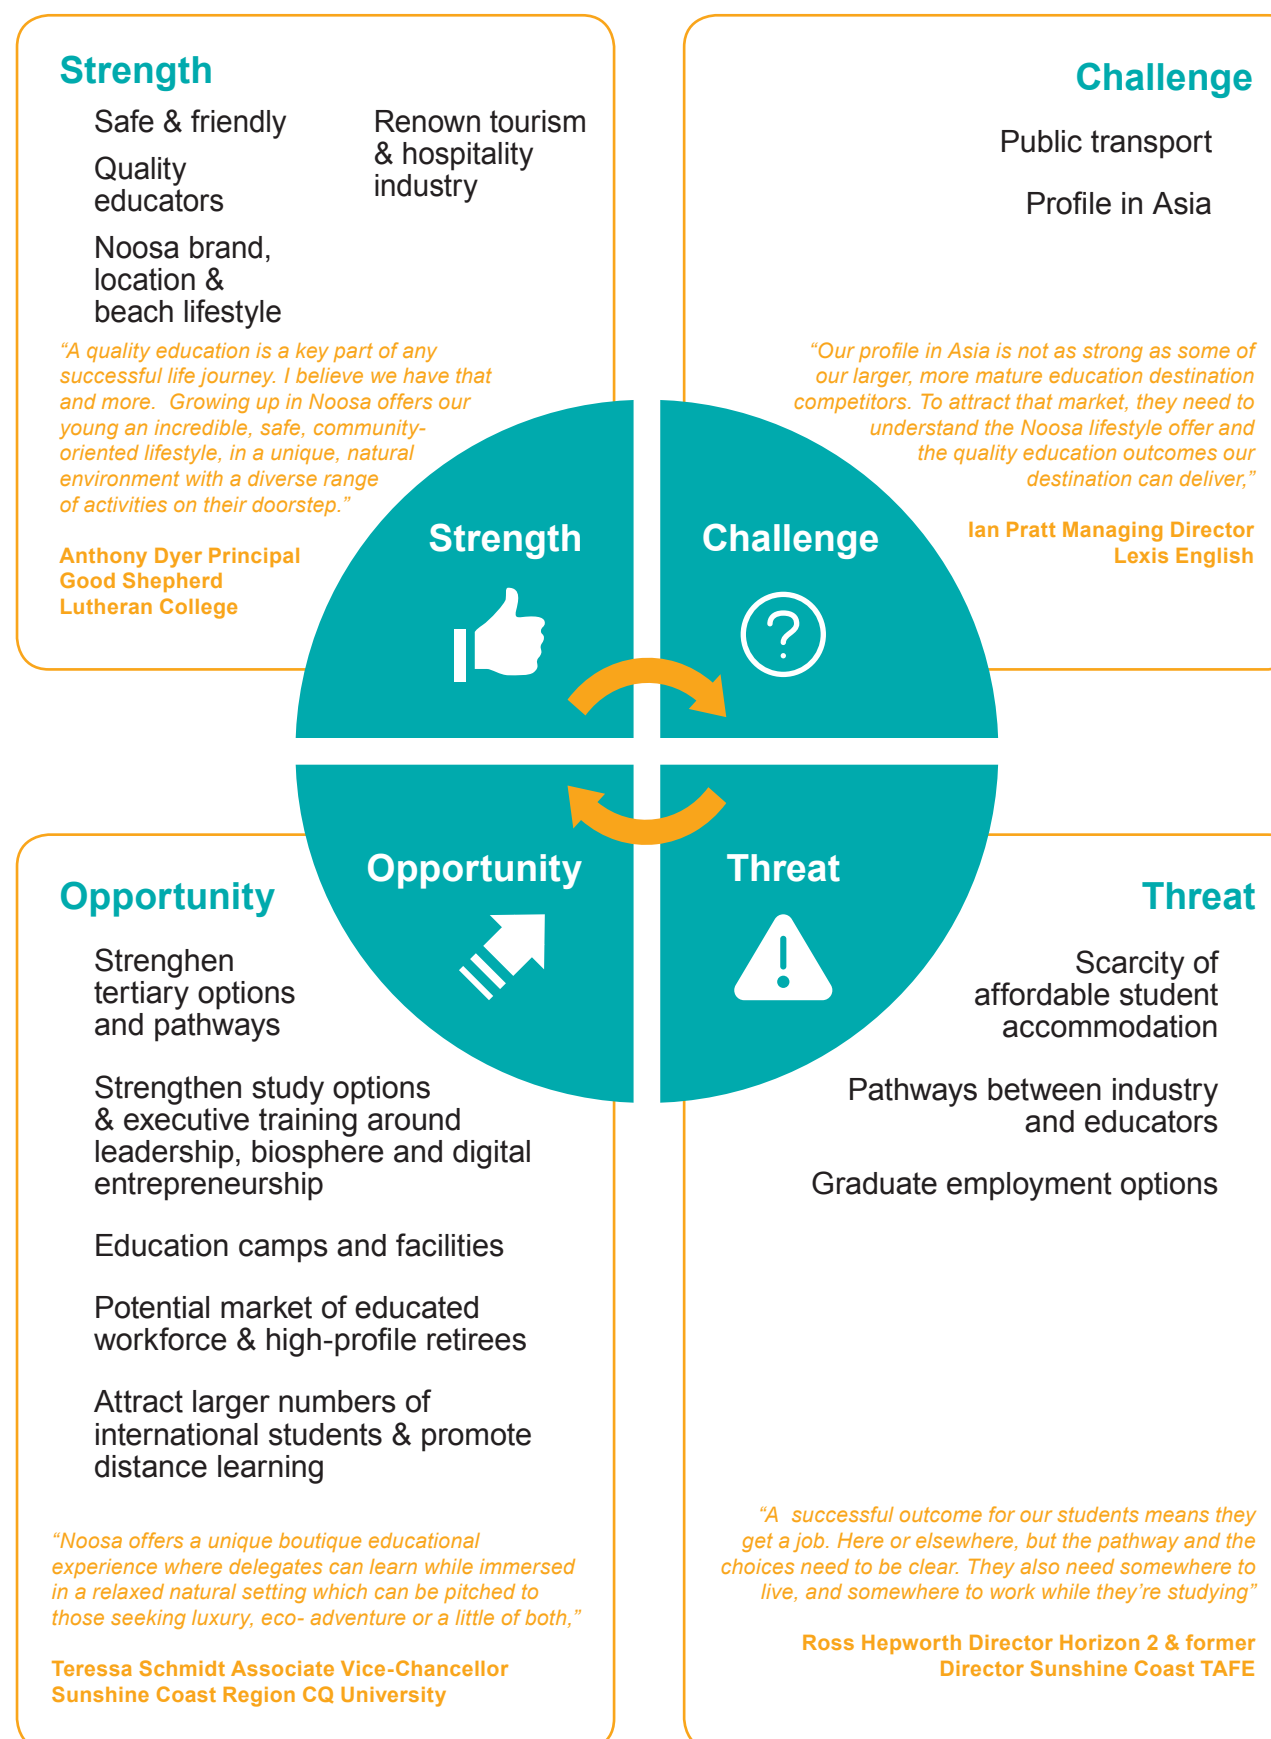 Strength
Safe & friendly
Quality
educators
Noosa brand,
location &
beach lifestyle
Renown tourism
& hospitality
industry
“A quality education is a key part of any
successful life journey. I believe we have that
and more.  Growing up in Noosa offers our
young an incredible, safe, community-
oriented lifestyle, in a unique, natural
environment with a diverse range
of activities on their doorstep.”
Anthony Dyer Principal
Good Shepherd
Lutheran College
Challenge
Public transport
Profile in Asia
“Our profile in Asia is not as strong as some of
our larger, more mature education destination
competitors. To attract that market, they need to
understand the Noosa lifestyle offer and
the quality education outcomes our
destination can deliver,”
Ian Pratt Managing Director
Lexis English
Strength
Challenge
?
Opportunity
Threat
!
Opportunity
Strenghen
tertiary options
and pathways
Strengthen study options
& executive training around
leadership, biosphere and digital
entrepreneurship
Education camps and facilities
Potential market of educated
workforce & high-profile retirees
Attract larger numbers of
international students & promote
distance learning
“Noosa offers a unique boutique educational
experience where delegates can learn while immersed
in a relaxed natural setting which can be pitched to
those seeking luxury, eco- adventure or a little of both,”
Teressa Schmidt Associate Vice-Chancellor
Sunshine Coast Region CQ University
Threat
Scarcity of
affordable student
accommodation
Pathways between industry
and educators
Graduate employment options
“A  successful outcome for our students means they
get a job. Here or elsewhere, but the pathway and the
choices need to be clear. They also need somewhere to
live, and somewhere to work while they’re studying”
Ross Hepworth Director Horizon 2 & former
Director Sunshine Coast TAFE